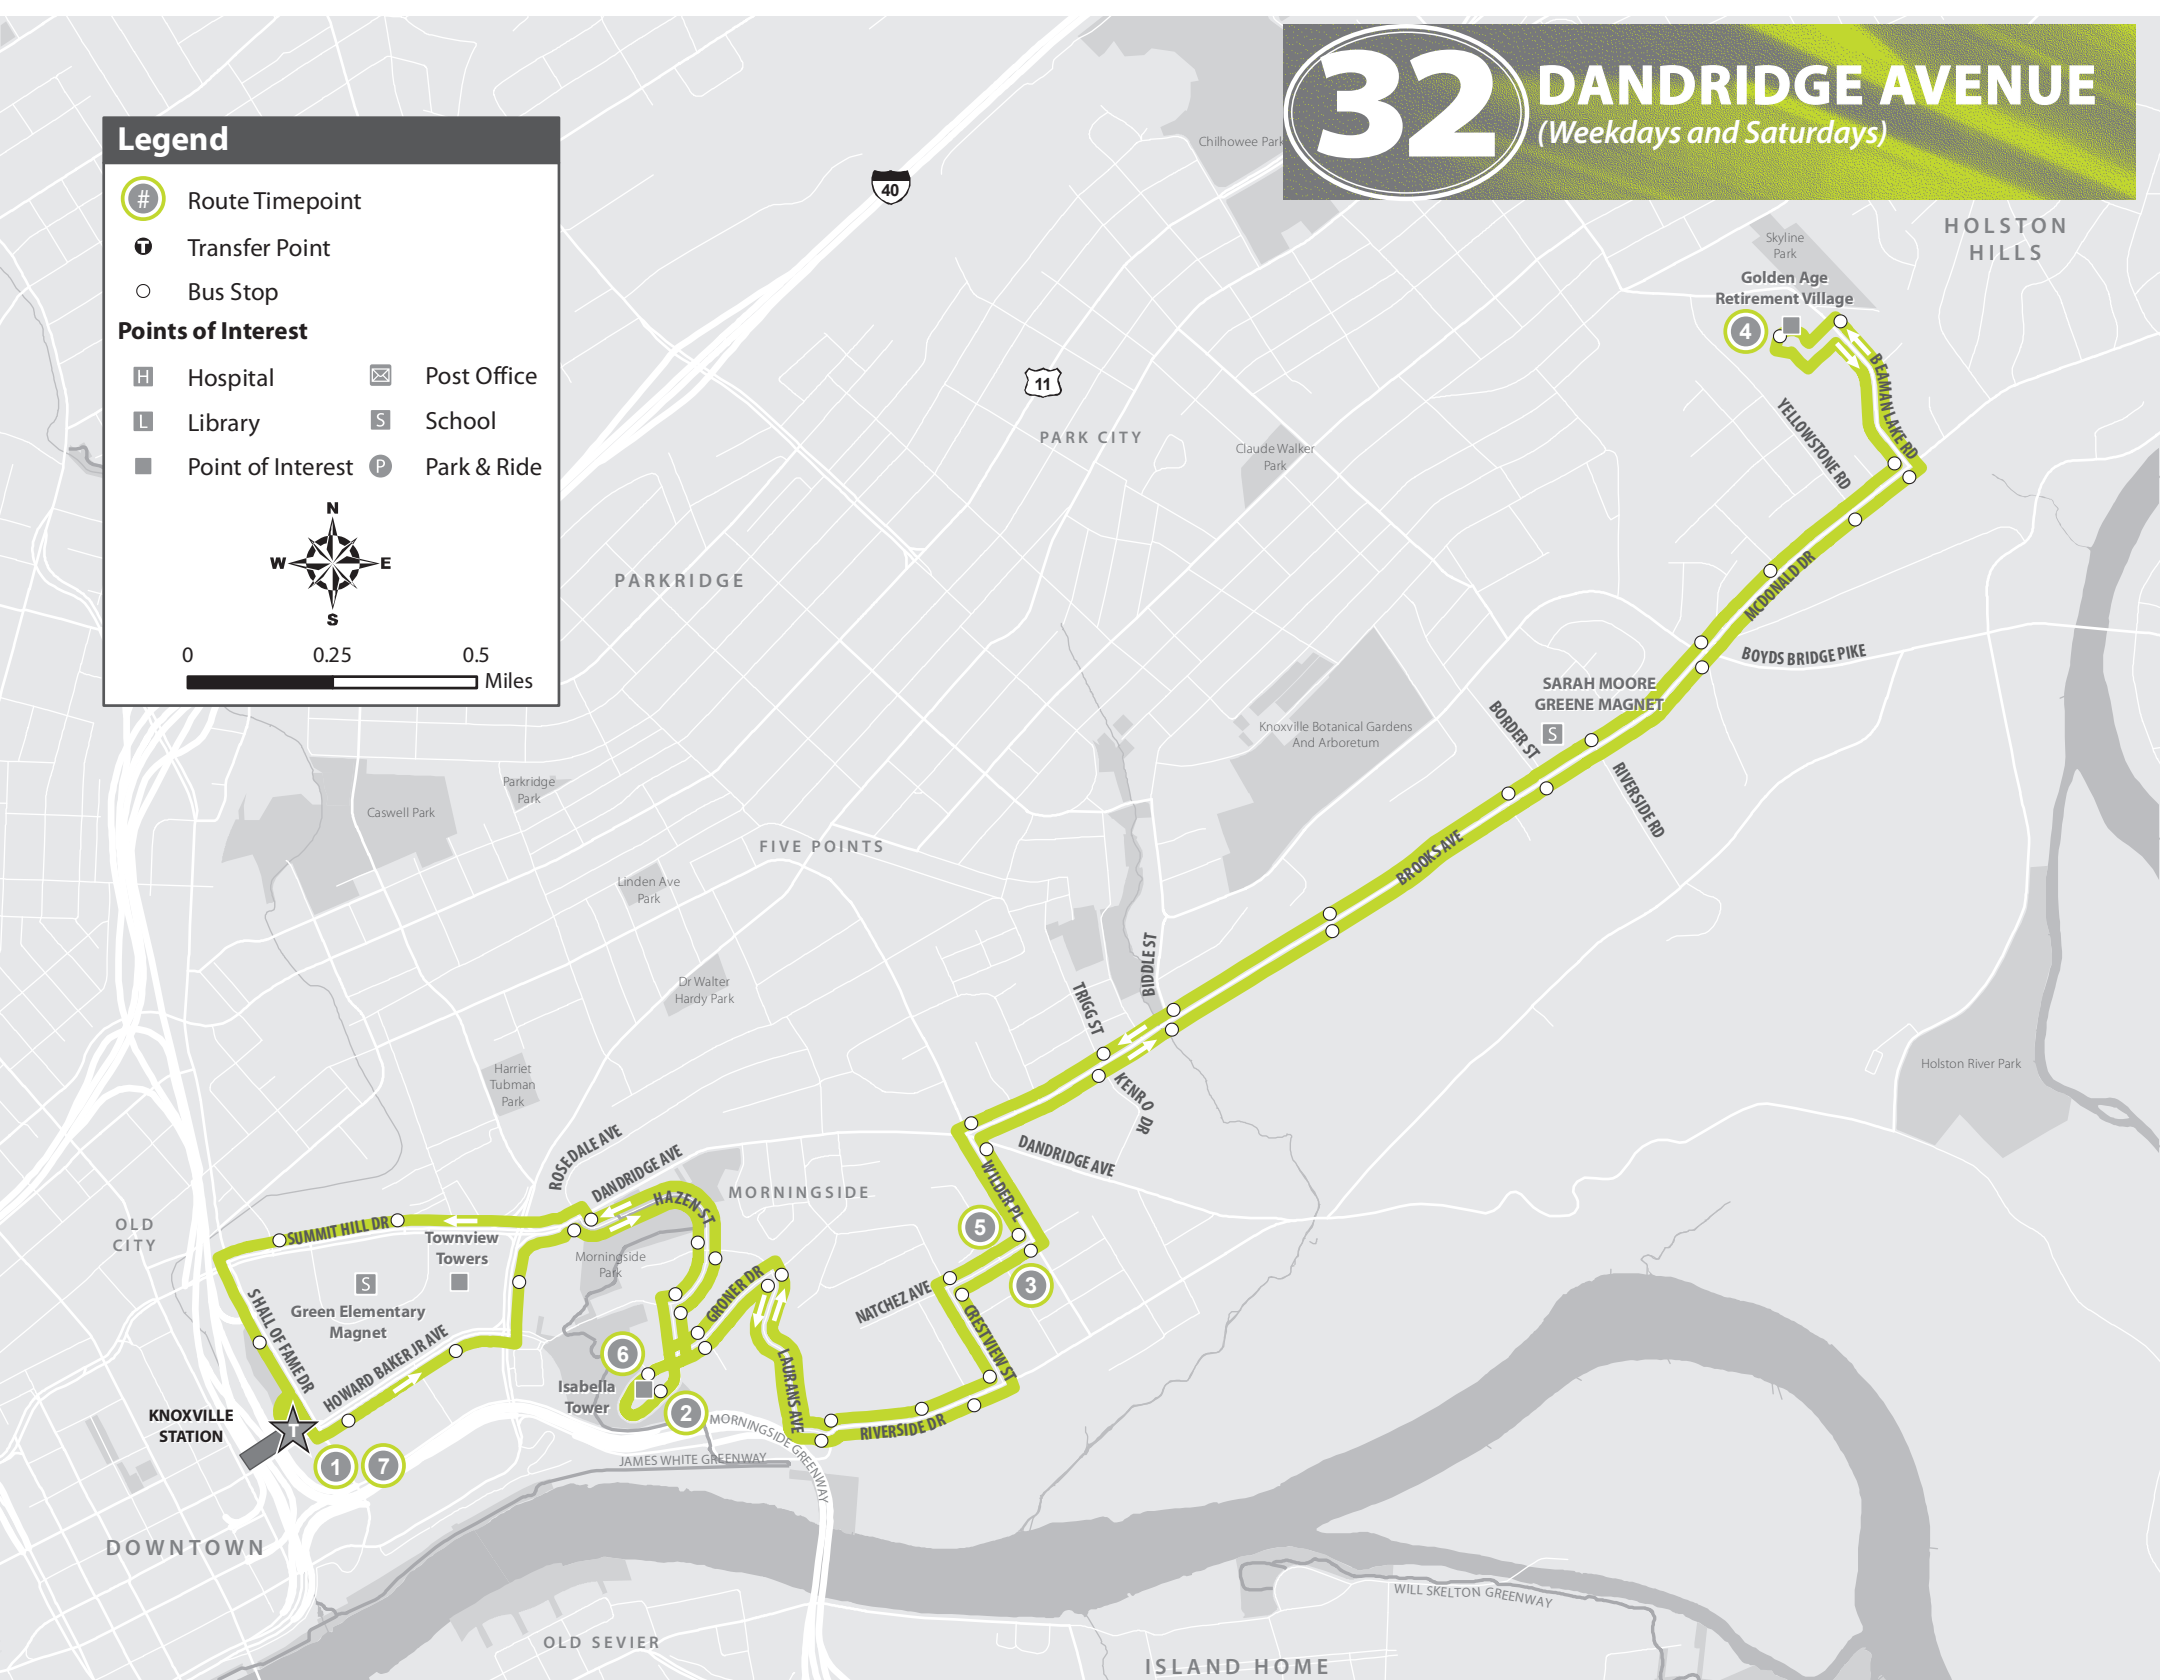 32
DANDRIDGE AVENUE
(Weekdays and Saturdays)
Legend
# Route Timepoint
T Transfer Point
Bus Stop
Points of Interest
H Hospital
Post Office
L Library
S School
Point of Interest
P Park & Ride
N
W E
S
0 0.25 0.5
Miles
40
11
Chilhowee Park
HOLSTON
HILLS
Skyline
Park
Golden Age
Retirement Village
4
BEAMAN LAKE RD
YELLOWSTONE RD
PARK CITY
Claude Walker
Park
PARKRIDGE
MCDONALD DR
BOYDS BRIDGE PIKE
SARAH MOORE
GREENE MAGNET
S
BORDER ST
RIVERSIDE RD
Knoxville Botanical Gardens
And Arboretum
Parkridge
Park
Caswell Park
FIVE POINTS
BROOKS AVE
Linden Ave
Park
BIDDLE ST
TRIGG ST
Dr Walter
Hardy Park
KENRO DR
Holston River Park
Harriet
Tubman
Park
ROSEDALE AVE
DANDRIDGE AVE
DANDRIDGE AVE
WILDER PL
HAZEN ST
MORNINGSIDE
5
OLD
CITY
SUMMIT HILL DR
Townview
Towers
Morningside
Park
S
Green Elementary
Magnet
GRONER DR
NATCHEZ AVE
3
CRESTVIEW ST
S HALL OF FAME DR
HOWARD BAKER JR AVE
6
Isabella
Tower
2
LAURANS AVE
RIVERSIDE DR
KNOXVILLE
STATION
T
1 7
MORNINGSIDE GREENWAY
JAMES WHITE GREENWAY
DOWNTOWN
WILL SKELTON GREENWAY
OLD SEVIER
ISLAND HOME